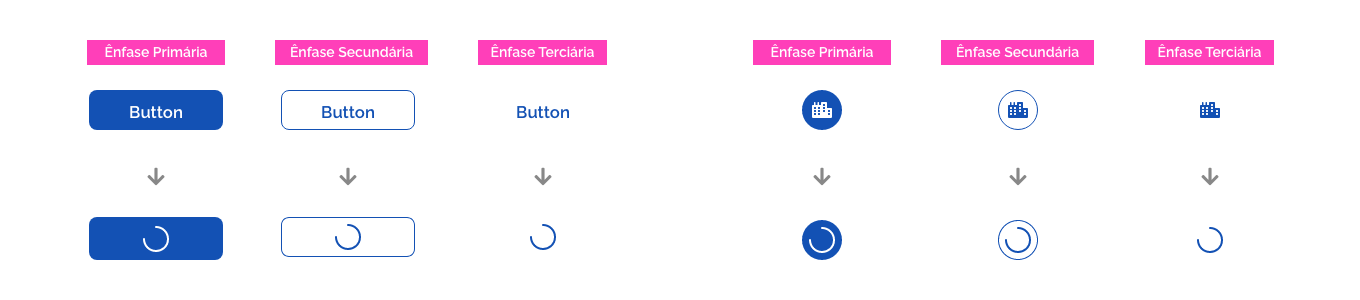 Ênfase Primária
Ênfase Secundária
Ênfase Terciária
Ênfase Primária
Ênfase Secundária
Ênfase Terciária
Button
Button
Button